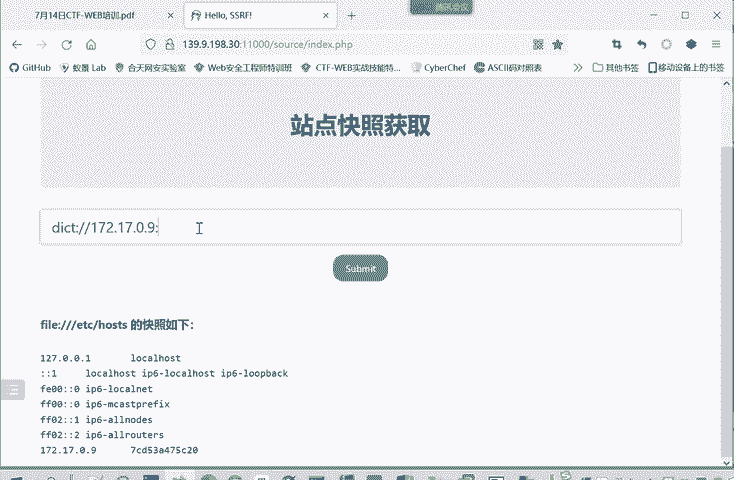 7月14日CTF-WEB培训.pdf
Hello, SSRF!
139.9.198.30:11000/source/index.php
GitHub 蚁景 Lab 合天网安实验室 Web安全工程师特训班 CTF-WEB实战技能特... CyberChef ASCII码对照表 其他书签 移动设备上的书签
站点快照获取
dict://172.17.0.9:
Submit
file:///etc/hosts 的快照如下:
127.0.0.1 localhost
::1 localhost ip6-localhost ip6-loopback
fe00::0 ip6-localnet
ff00::0 ip6-mcastprefix
ff02::1 ip6-allnodes
ff02::2 ip6-allrouters
172.17.0.9 7cd53a475c20